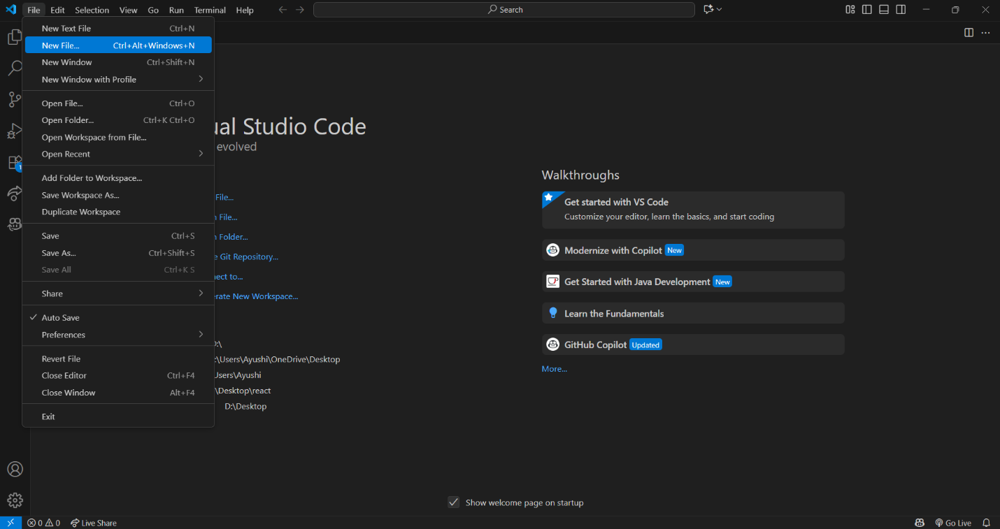 File Edit Selection View Go Run Terminal Help Search
New Text File Ctrl+N
New File... Ctrl+Alt+Windows+N
New Window Ctrl+Shift+N
New Window with Profile
Open File... Ctrl+O
Open Folder... Ctrl+K Ctrl+O
Open Workspace from File...
Open Recent
Add Folder to Workspace...
Save Workspace As...
Duplicate Workspace
Save Ctrl+S
Save As... Ctrl+Shift+S
Save All Ctrl+K S
Share
Auto Save
Preferences
Revert File
Close Editor Ctrl+F4
Close Window Alt+F4
Exit
1
Studio Code
evolved
File...
File...
Folder...
Git Repository...
to...
New Workspace...
:\Users\Ayushi\OneDrive\Desktop
Users\Ayushi
\Desktop\react
D:\Desktop
Walkthroughs
Get started with VS Code
Customize your editor, learn the basics, and start coding
Modernize with Copilot New
Get Started with Java Development New
Learn the Fundamentals
GitHub Copilot Updated
More...
Show welcome page on startup
0 0 Live Share Go Live